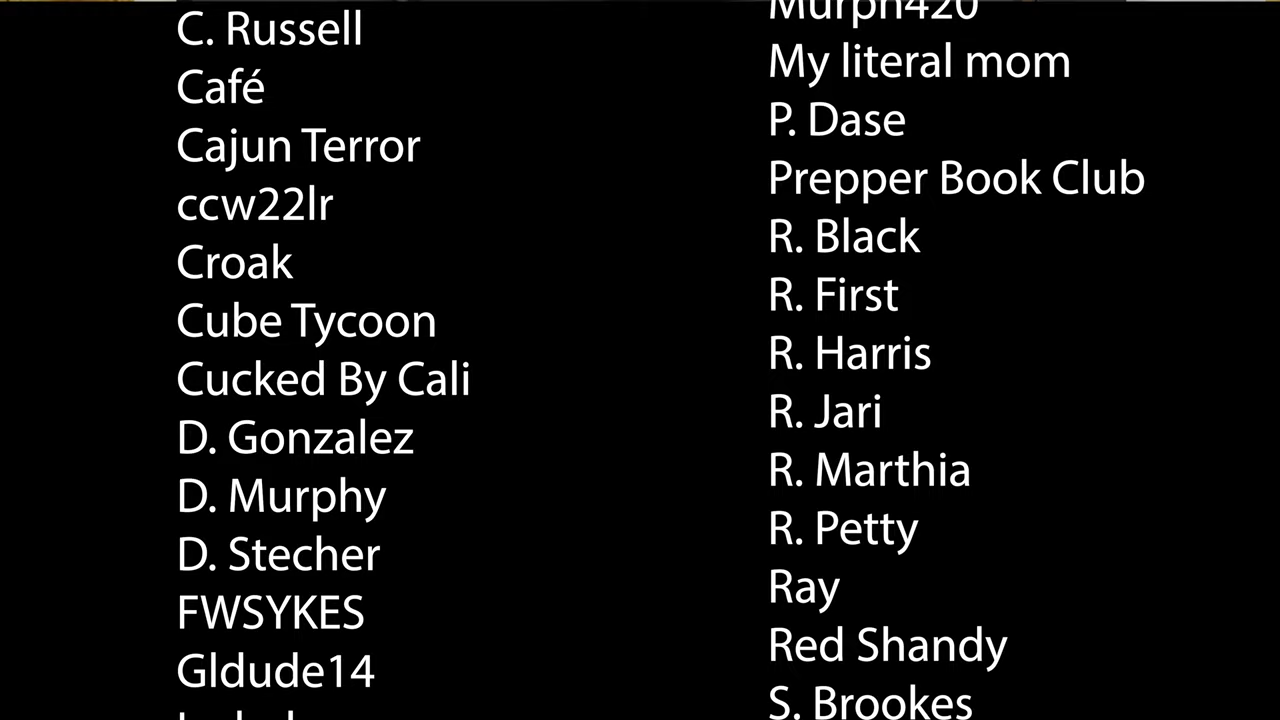 C. Russell
Café
Cajun Terror
ccw22lr
Croak
Cube Tycoon
Cucked By Cali
D. Gonzalez
D. Murphy
D. Stecher
FWSYKES
Gldude14
Murph420
My literal mom
P. Dase
Prepper Book Club
R. Black
R. First
R. Harris
R. Jari
R. Marthia
R. Petty
Ray
Red Shandy
S. Brookes